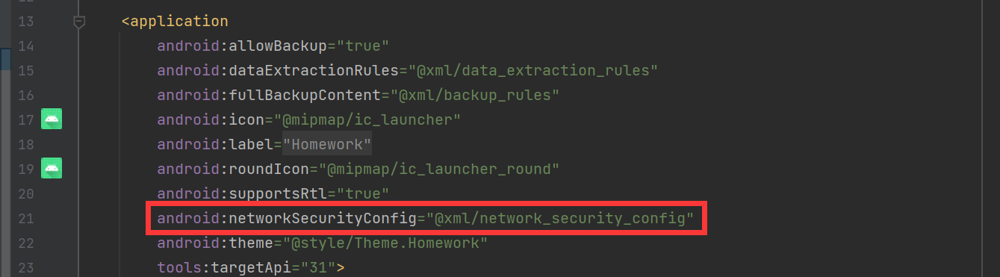 13 <application
14 android:allowBackup="true"
15 android:dataExtractionRules="@xml/data_extraction_rules"
16 android:fullBackupContent="@xml/backup_rules"
17 android:icon="@mipmap/ic_launcher"
18 android:label="Homework"
19 android:roundIcon="@mipmap/ic_launcher_round"
20 android:supportsRtl="true"
21 android:networkSecurityConfig="@xml/network_security_config"
22 android:theme="@style/Theme.Homework"
23 tools:targetApi="31">